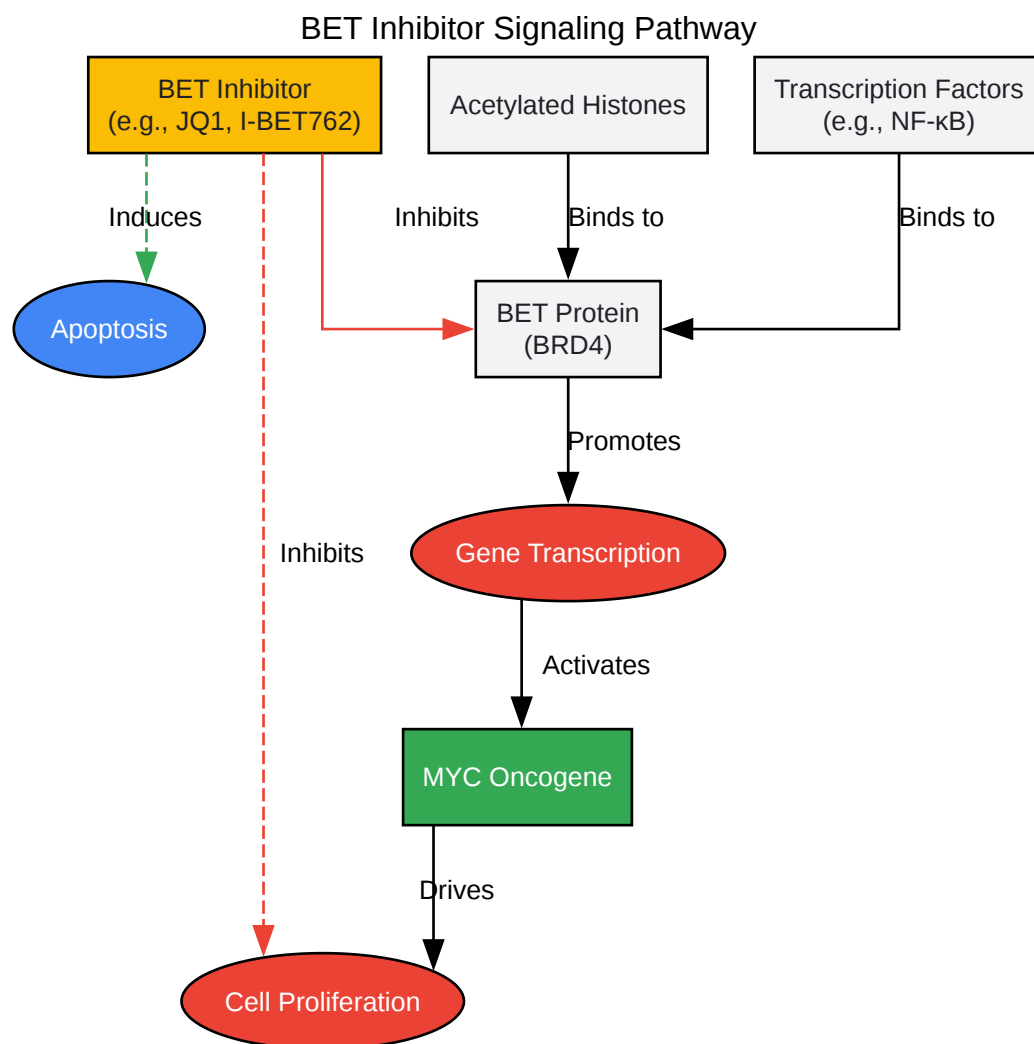 BET Inhibitor Signaling Pathway
BET Inhibitor
(e.g., JQ1, I-BET762)
Acetylated Histones
Transcription Factors
(e.g., NF-κB)
Induces
Inhibits
Binds to
Binds to
Apoptosis
BET Protein
(BRD4)
Promotes
Inhibits
Gene Transcription
Activates
MYC Oncogene
Drives
Cell Proliferation